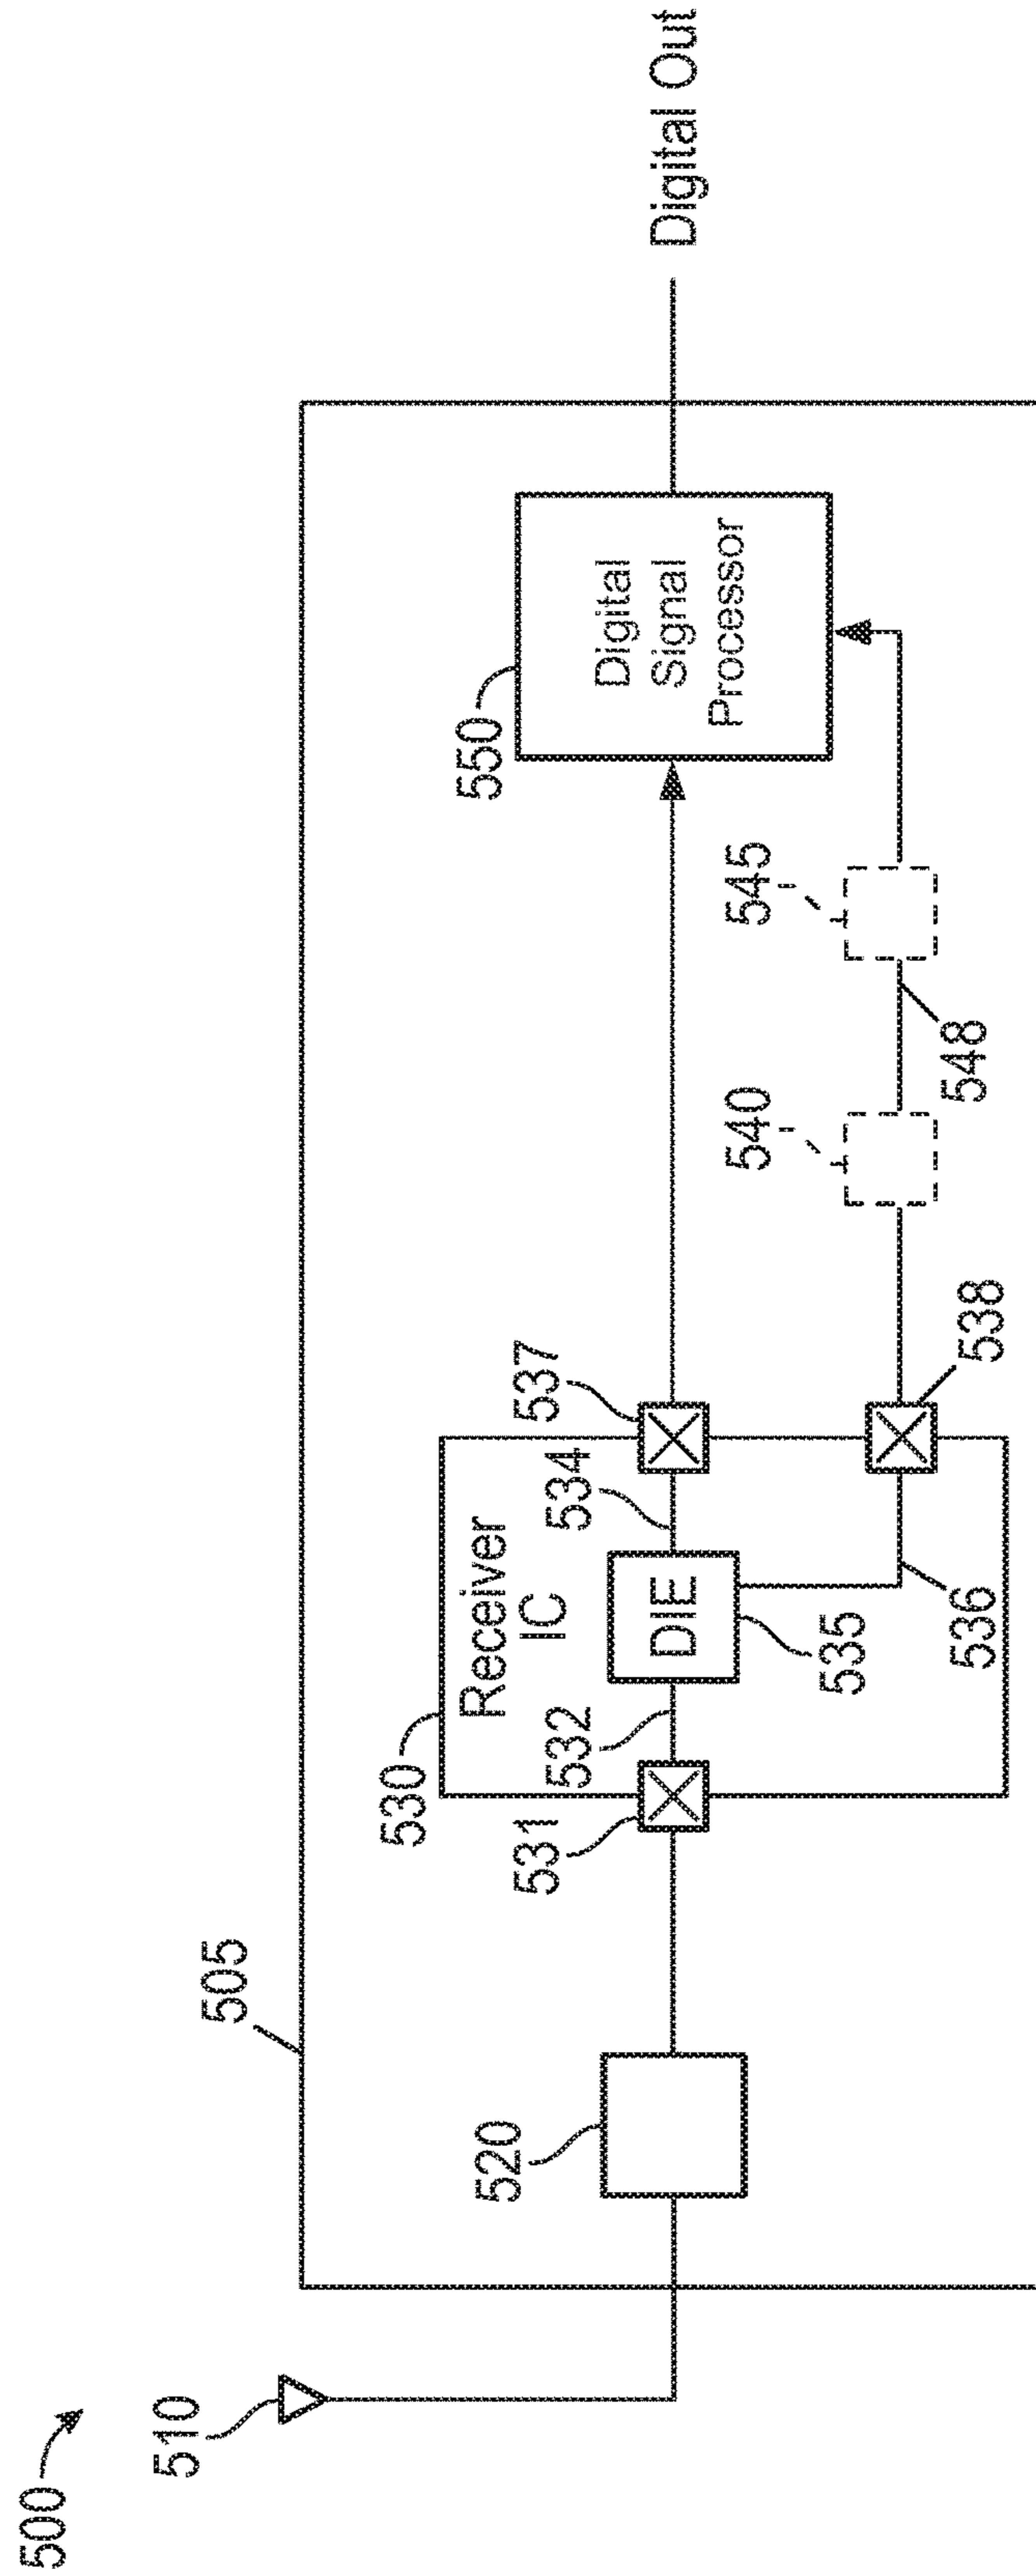 500
510
505
520
530
Receiver
IC
531
532
DIE
535
534
536
537
538
540
545
548
550
Digital
Signal
Processor
Digital Out